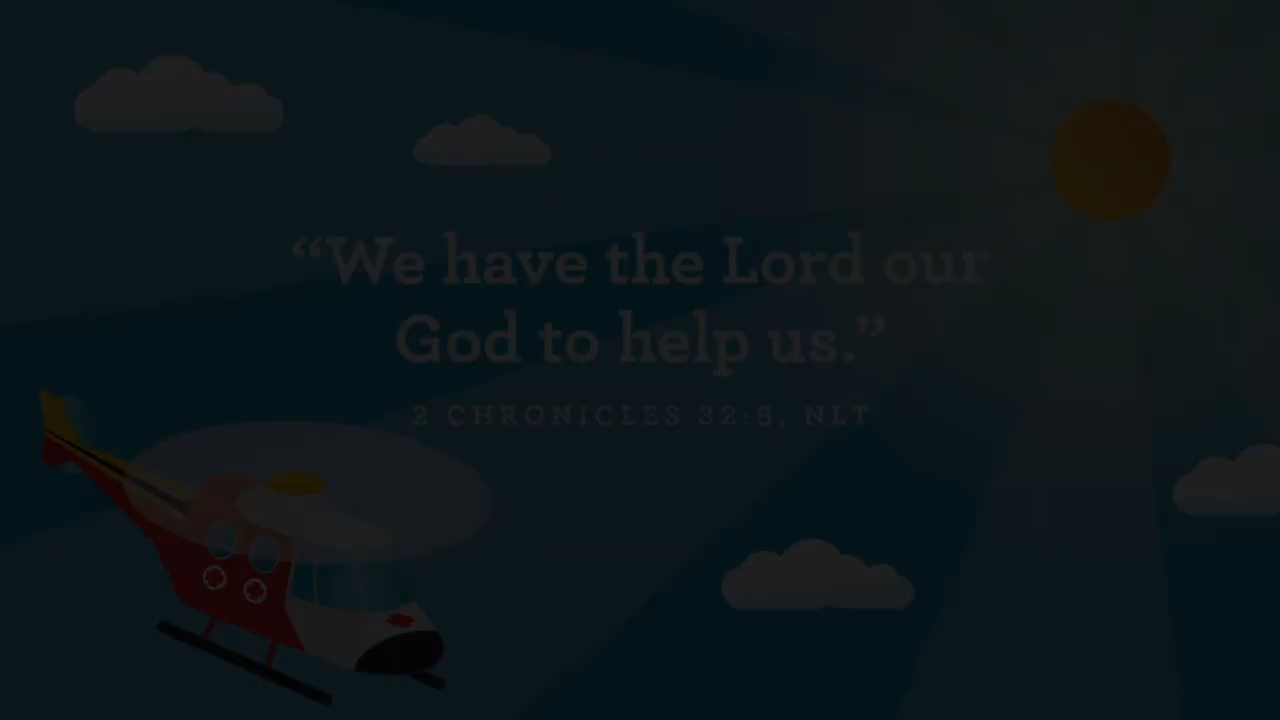 “We have the Lord our
God to help us.”
2 CHRONICLES 32:8, NLT